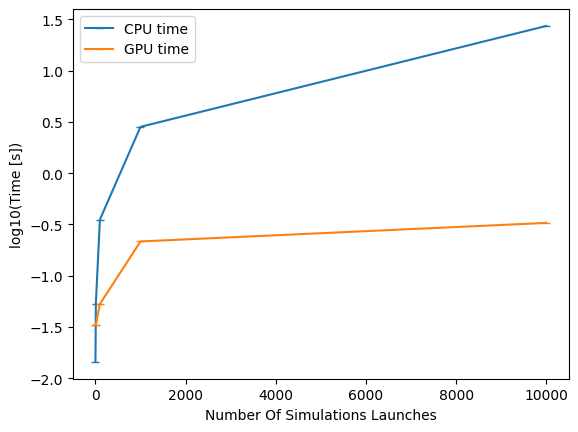 CPU time
GPU time
1.5
1.0
0.5
0.0
−0.5
−1.0
−1.5
−2.0
log10(Time [s])
0 2000 4000 6000 8000 10000
Number Of Simulations Launches